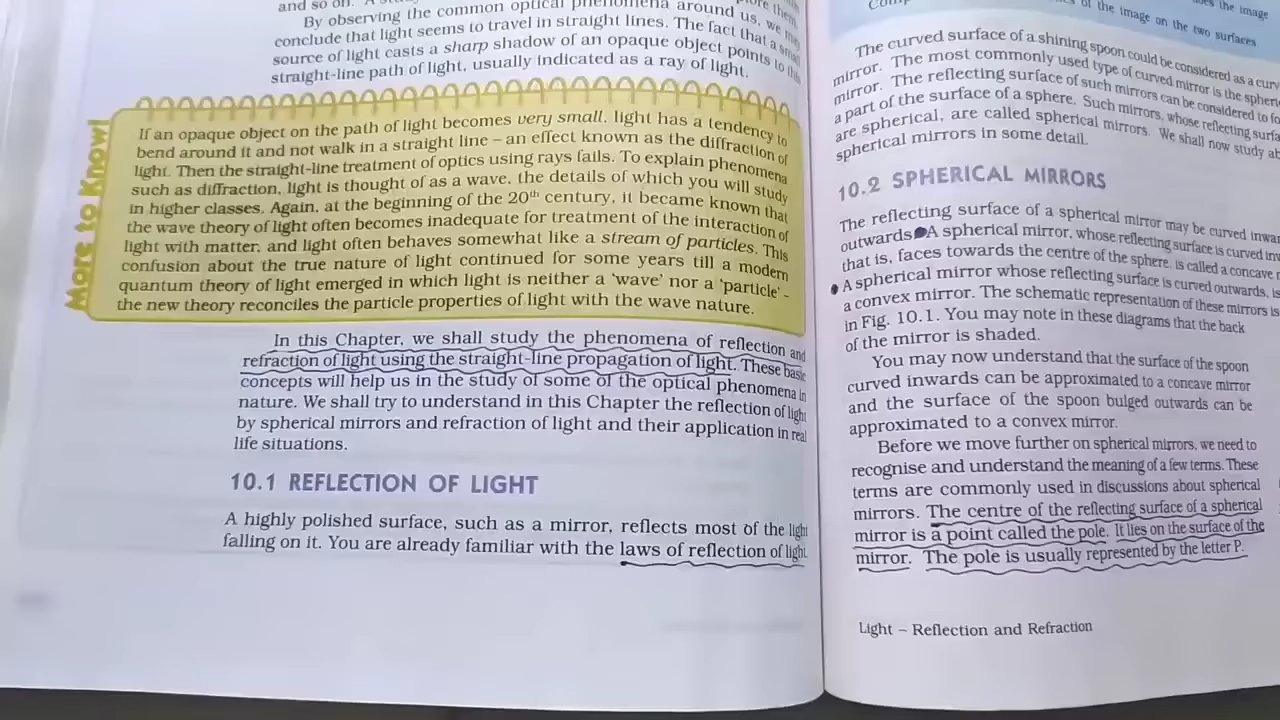 and so on.
By observing the common optical phenomena around us, we may
conclude that light seems to travel in straight lines. The fact that a small
source of light casts a sharp shadow of an opaque object points to this
straight-line path of light, usually indicated as a ray of light.
More to Know!
If an opaque object on the path of light becomes very small, light has a tendency to
bend around it and not walk in a straight line – an effect known as the diffraction of
light. Then the straight-line treatment of optics using rays fails. To explain phenomena
such as diffraction, light is thought of as a wave, the details of which you will study
in higher classes. Again, at the beginning of the 20th century, it became known that
the wave theory of light often becomes inadequate for treatment of the interaction of
light with matter, and light often behaves somewhat like a stream of particles. This
confusion about the true nature of light continued for some years till a modern
quantum theory of light emerged in which light is neither a 'wave' nor a 'particle' –
the new theory reconciles the particle properties of light with the wave nature.
In this Chapter, we shall study the phenomena of reflection and
refraction of light using the straight-line propagation of light. These basic
concepts will help us in the study of some of the optical phenomena in
nature. We shall try to understand in this Chapter the reflection of light
by spherical mirrors and refraction of light and their application in real
life situations.
10.1 REFLECTION OF LIGHT
A highly polished surface, such as a mirror, reflects most of the light
falling on it. You are already familiar with the laws of reflection of light.
the image
of the image on the two surfaces
The curved surface of a shining spoon could be considered as a
mirror. The most commonly used type of curved mirror is the
mirror. The reflecting surface of such mirrors can be considered to
a part of the surface of a sphere. Such mirrors, whose reflecting
are spherical, are called spherical mirrors. We shall now study
spherical mirrors in some detail.
10.2 SPHERICAL MIRRORS
The reflecting surface of a spherical mirror may be curved
outwards. A spherical mirror, whose reflecting surface is curved
that is, faces towards the centre of the sphere, is called a concave
A spherical mirror whose reflecting surface is curved outwards, is
a convex mirror. The schematic representation of these mirrors is
in Fig. 10.1. You may note in these diagrams that the back
of the mirror is shaded.
You may now understand that the surface of the spoon
curved inwards can be approximated to a concave mirror
and the surface of the spoon bulged outwards can be
approximated to a convex mirror.
Before we move further on spherical mirrors, we need to
recognise and understand the meaning of a few terms. These
terms are commonly used in discussions about spherical
mirrors. The centre of the reflecting surface of a spherical
mirror is a point called the pole. It lies on the surface of the
mirror. The pole is usually represented by the letter P.
Light – Reflection and Refraction